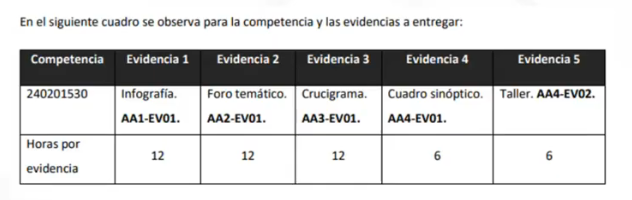 En el siguiente cuadro se observa para la competencia y las evidencias a entregar:
Competencia Evidencia 1 Evidencia 2 Evidencia 3 Evidencia 4 Evidencia 5
240201530 Infografía. Foro temático. Crucigrama. Cuadro sinóptico. Taller. AA4-EV02.
AA1-EV01. AA2-EV01. AA3-EV01. AA4-EV01.
Horas por
evidencia 12 12 12 6 6